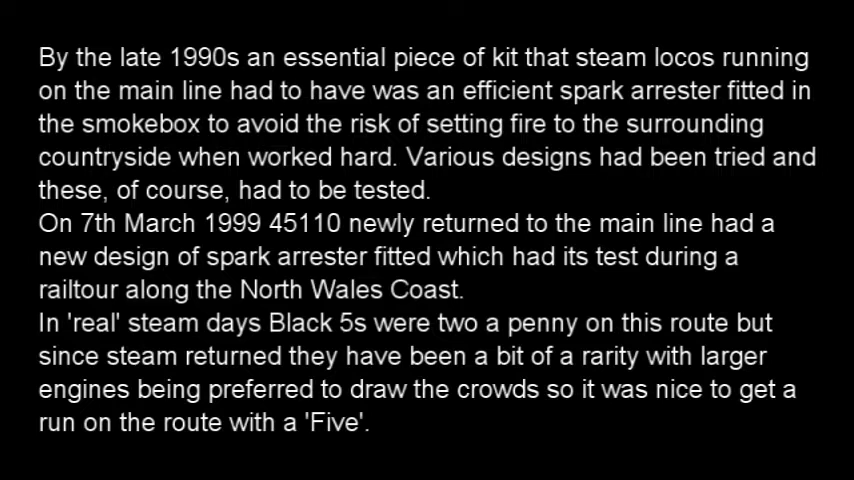 By the late 1990s an essential piece of kit that steam locos running
on the main line had to have was an efficient spark arrester fitted in
the smokebox to avoid the risk of setting fire to the surrounding
countryside when worked hard. Various designs had been tried and
these, of course, had to be tested.
On 7th March 1999 45110 newly returned to the main line had a
new design of spark arrester fitted which had its test during a
railtour along the North Wales Coast.
In 'real' steam days Black 5s were two a penny on this route but
since steam returned they have been a bit of a rarity with larger
engines being preferred to draw the crowds so it was nice to get a
run on the route with a 'Five'.